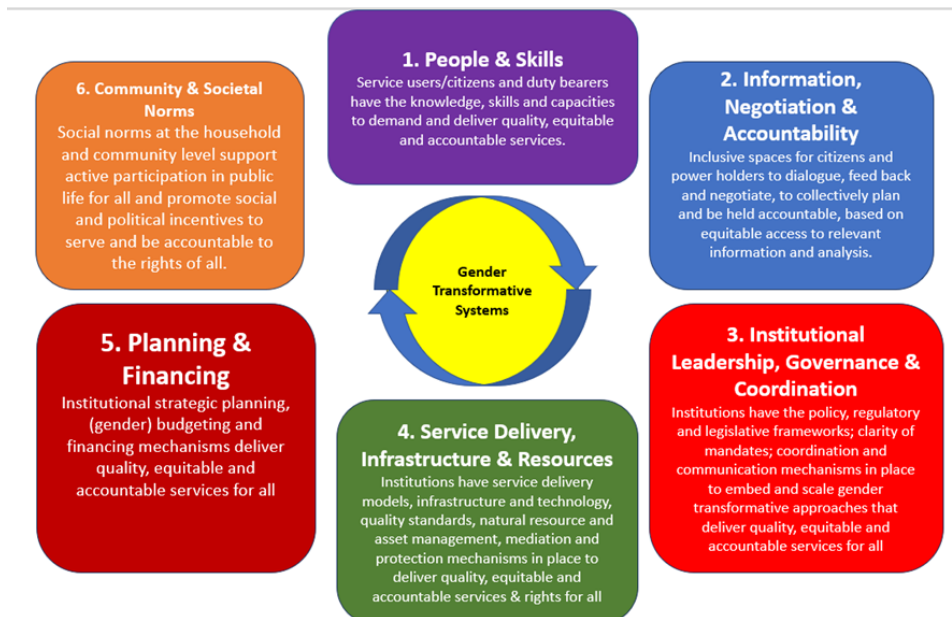 1. People & Skills
Service users/citizens and duty bearers
have the knowledge, skills and capacities
to demand and deliver quality, equitable
and accountable services.
2. Information,
Negotiation &
Accountability
Inclusive spaces for citizens and
power holders to dialogue, feed back
and negotiate, to collectively plan
and be held accountable, based on
equitable access to relevant
information and analysis.
3. Institutional
Leadership, Governance &
Coordination
Institutions have the policy, regulatory
and legislative frameworks; clarity of
mandates; coordination and
communication mechanisms in place
to embed and scale gender
transformative approaches that
deliver quality, equitable and
accountable services for all
4. Service Delivery,
Infrastructure & Resources
Institutions have service delivery
models, infrastructure and technology,
quality standards, natural resource and
asset management, mediation and
protection mechanisms in place to
deliver quality, equitable and
accountable services & rights for all
5. Planning &
Financing
Institutional strategic planning,
(gender) budgeting and
financing mechanisms deliver
quality, equitable and
accountable services for all
6. Community & Societal
Norms
Social norms at the household
and community level support
active participation in public
life for all and promote social
and political incentives to
serve and be accountable to
the rights of all.
Gender
Transformative
Systems